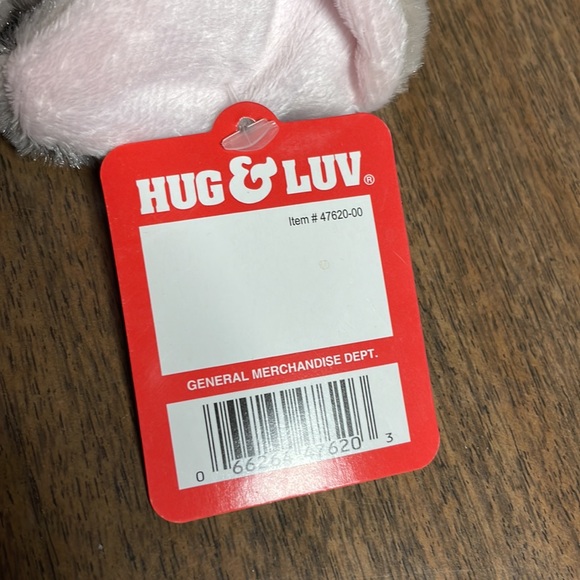 HUG & LUV®
Item # 47620-00
GENERAL MERCHANDISE DEPT.
0 66266 47620 3